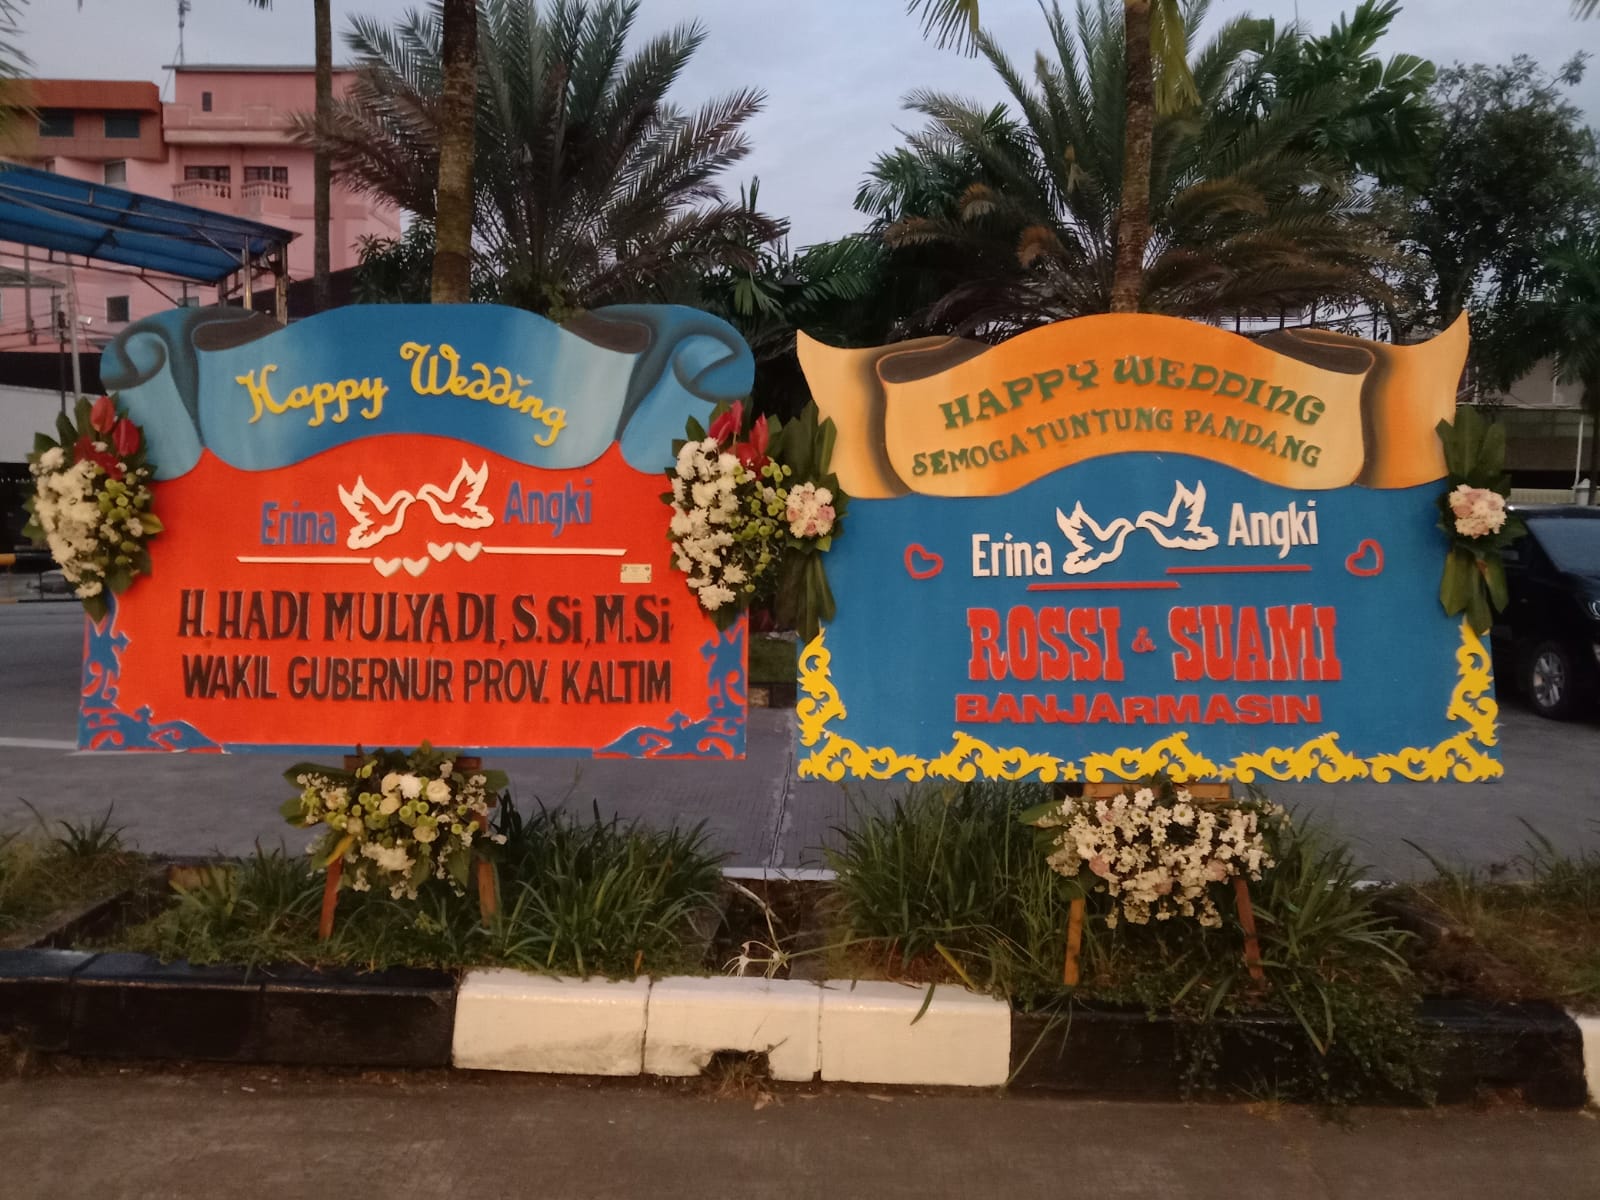 Happy Wedding
Erina Angki
H. HADI MULYADI, S.Si, M.Si
WAKIL GUBERNUR PROV. KALTIM
HAPPY WEDDING
SEMOGA TUNTUNG PANDANG
Erina Angki
ROSSI & SUAMI
BANJARMASIN